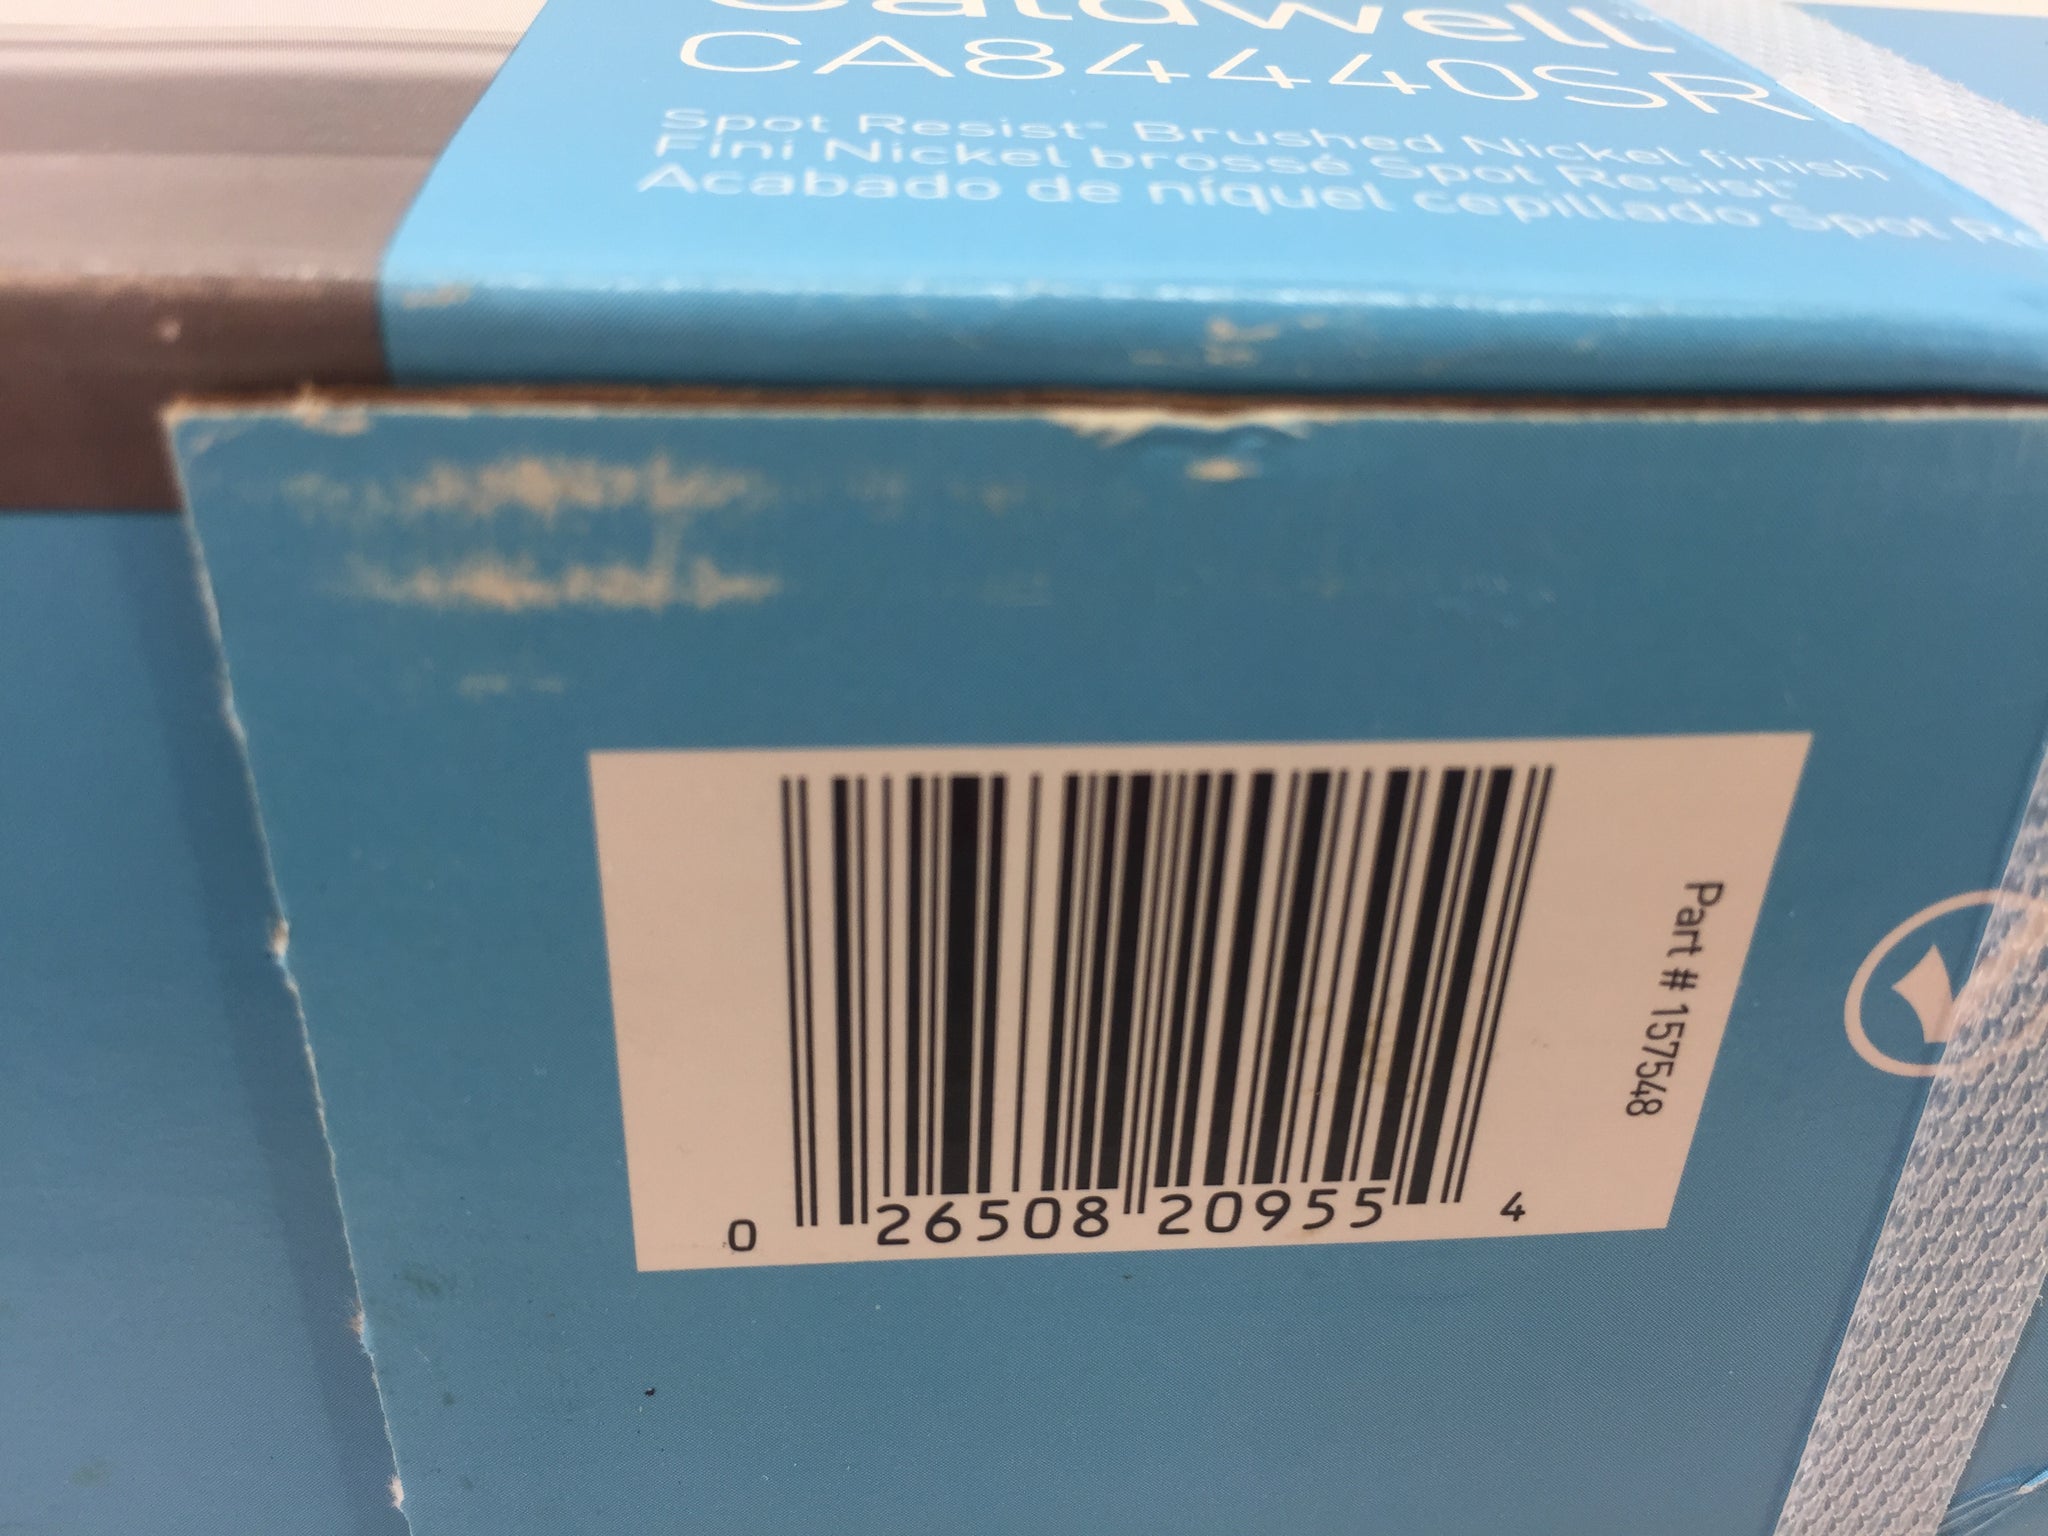 Caldwell™
CA84440SR
Spot Resist® Brushed Nickel finish
Fini Nickel brossé Spot Resist®
Acabado de níquel cepillado Spot
Part # 157548
0 26508 20955 4